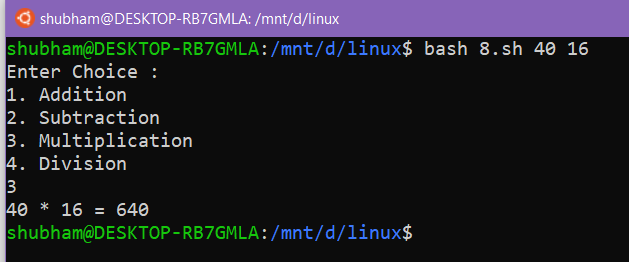 shubham@DESKTOP-RB7GMLA: /mnt/d/linux
shubham@DESKTOP-RB7GMLA:/mnt/d/linux$ bash 8.sh 40 16
Enter Choice :
1. Addition
2. Subtraction
3. Multiplication
4. Division
3
40 * 16 = 640
shubham@DESKTOP-RB7GMLA:/mnt/d/linux$